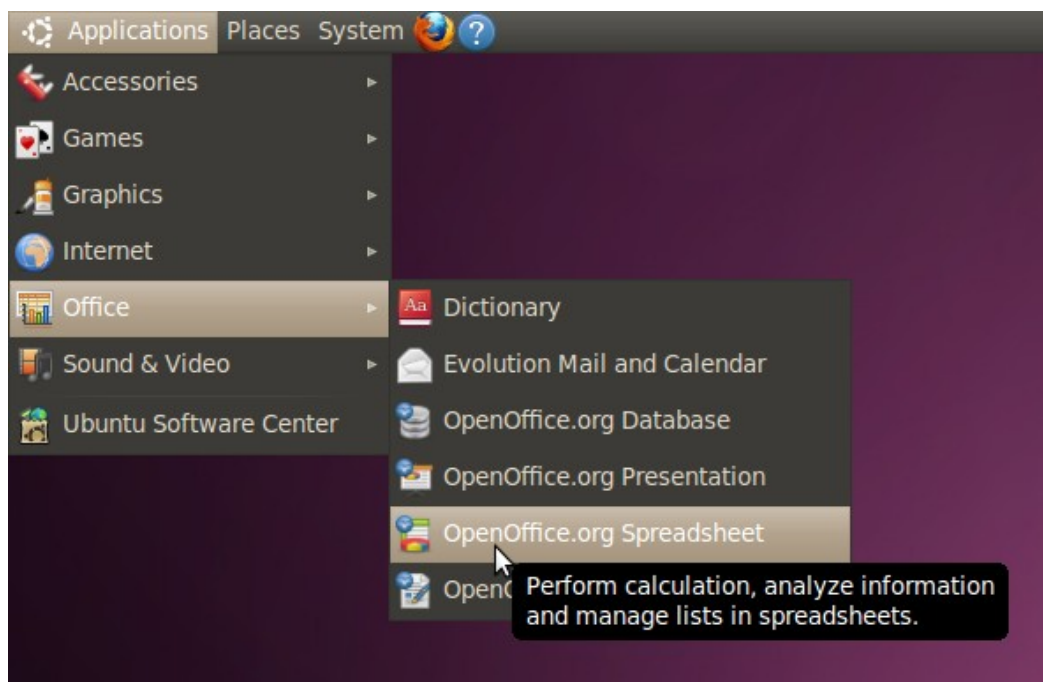 Applications Places System ?
Accessories
Games
Graphics
Internet
Office
Sound & Video
Ubuntu Software Center
Aa Dictionary
Evolution Mail and Calendar
OpenOffice.org Database
OpenOffice.org Presentation
OpenOffice.org Spreadsheet
Perform calculation, analyze information
and manage lists in spreadsheets.